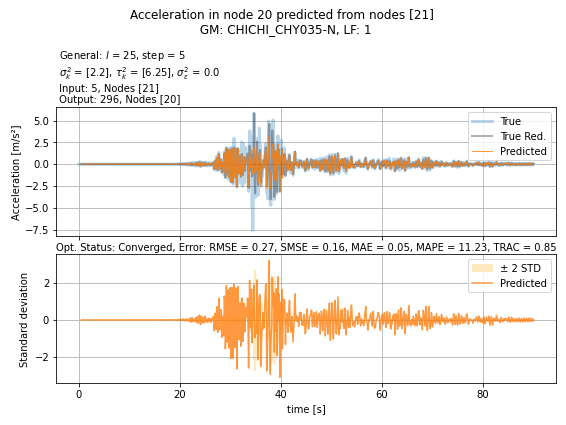 Acceleration in node 20 predicted from nodes [21]
GM: CHICHI_CHY035-N, LF: 1
General: l = 25, step = 5
σ²ₖ = [2.2], τ²ₖ = [6.25], σ²ε = 0.0
Input: 5, Nodes [21]
Output: 296, Nodes [20]
5.0
2.5
0.0
−2.5
−5.0
−7.5
Acceleration [m/s²]
True
True Red.
Predicted
Opt. Status: Converged, Error: RMSE = 0.27, SMSE = 0.16, MAE = 0.05, MAPE = 11.23, TRAC = 0.85
2
0
−2
Standard deviation
± 2 STD
Predicted
0 20 40 60 80
time [s]